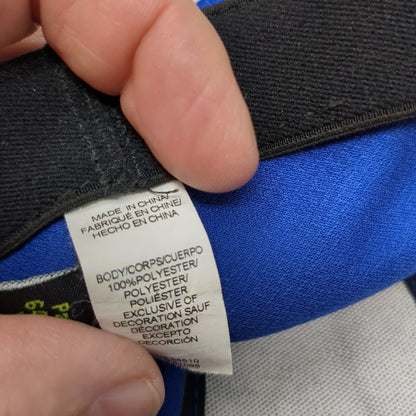 MADE IN CHINA/
FABRIQUÉ EN CHINE/
HECHO EN CHINA
BODY/CORPS/CUERPO
100%POLYESTER/
POLYESTER/
POLIÉSTER
EXCLUSIVE OF
DECORATION SAUF
DÉCORATION
EXCEPTO
DECORCIÓN